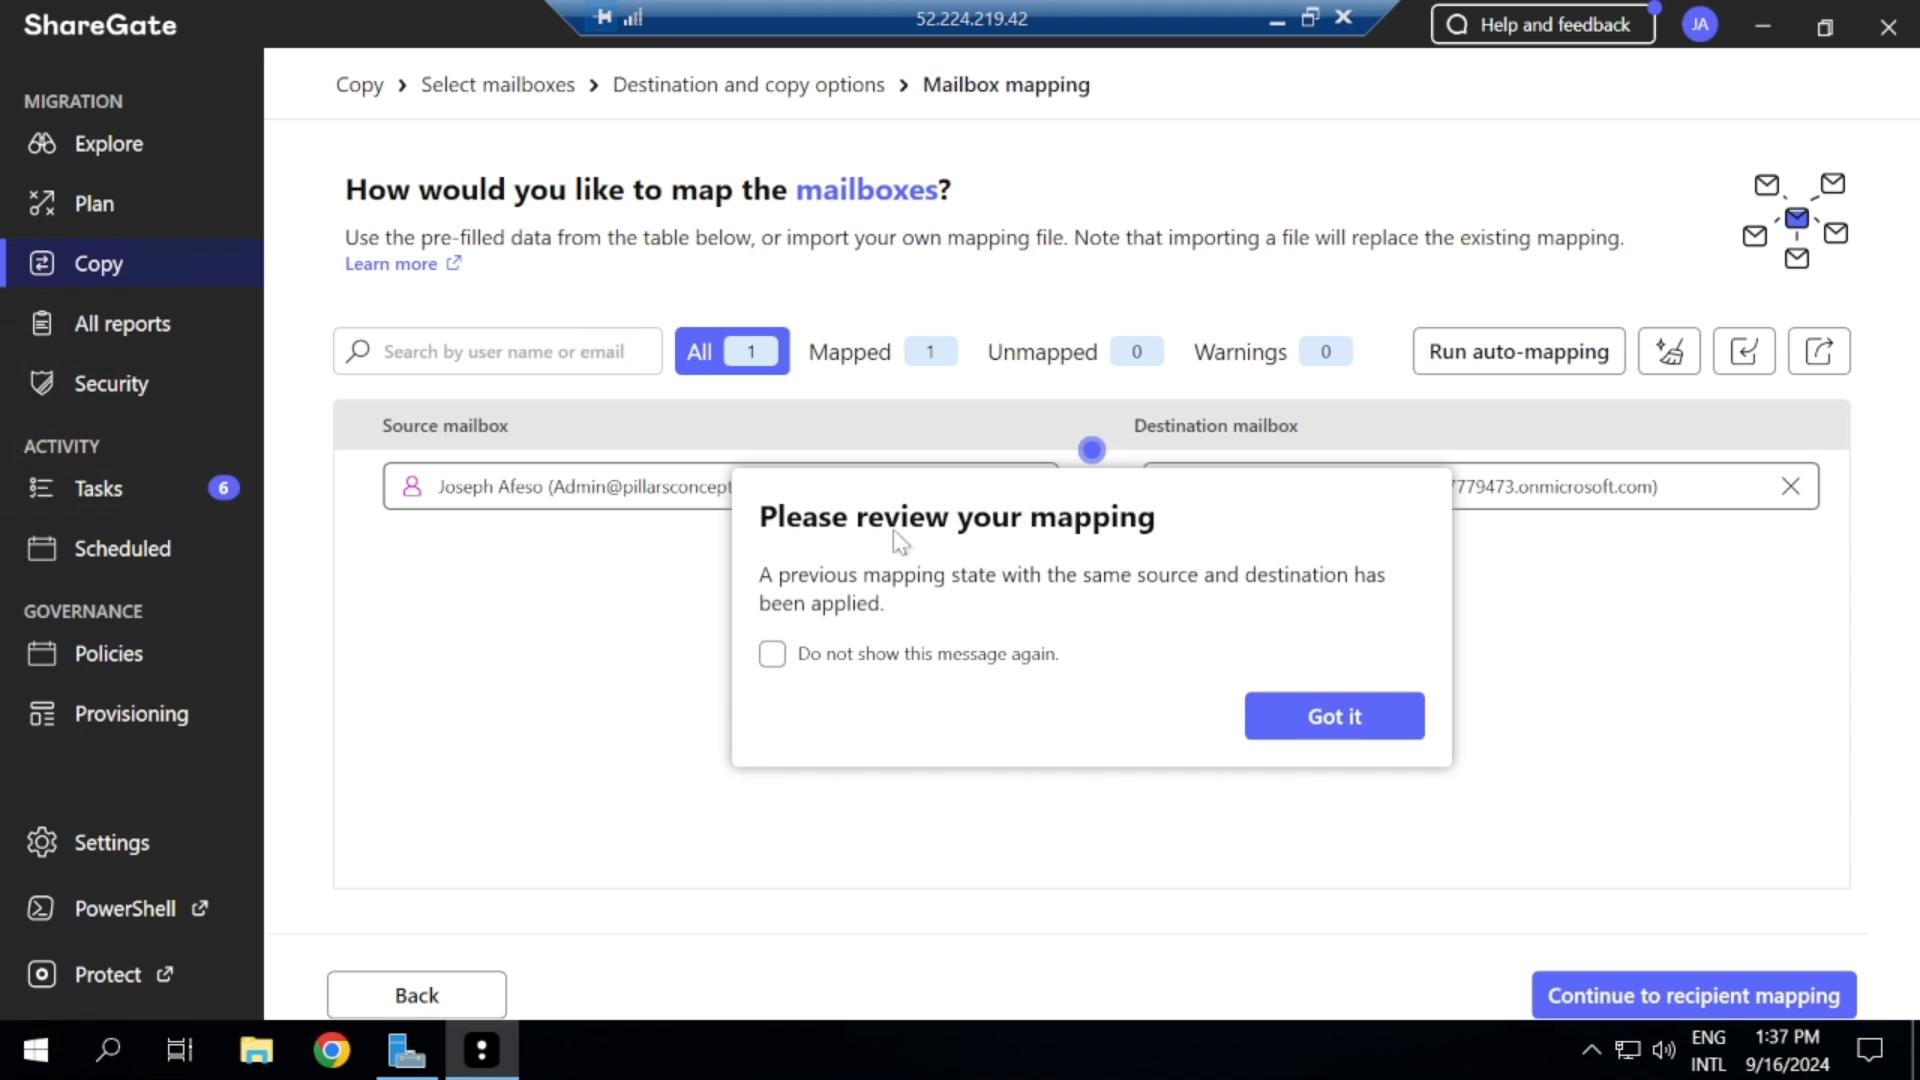 ShareGate
52.224.219.42
Help and feedback
JA
MIGRATION
Explore
Plan
Copy
All reports
Security
ACTIVITY
Tasks 6
Scheduled
GOVERNANCE
Policies
Provisioning
Settings
PowerShell
Protect
Copy > Select mailboxes > Destination and copy options > Mailbox mapping
How would you like to map the mailboxes?
Use the pre-filled data from the table below, or import your own mapping file. Note that importing a file will replace the existing mapping.
Learn more
Search by user name or email
All 1
Mapped 1
Unmapped 0
Warnings 0
Run auto-mapping
Source mailbox
Destination mailbox
Joseph Afeso (Admin@pillarsconcept
779473.onmicrosoft.com)
Please review your mapping
A previous mapping state with the same source and destination has
been applied.
Do not show this message again.
Got it
Back
Continue to recipient mapping
ENG
INTL
1:37 PM
9/16/2024